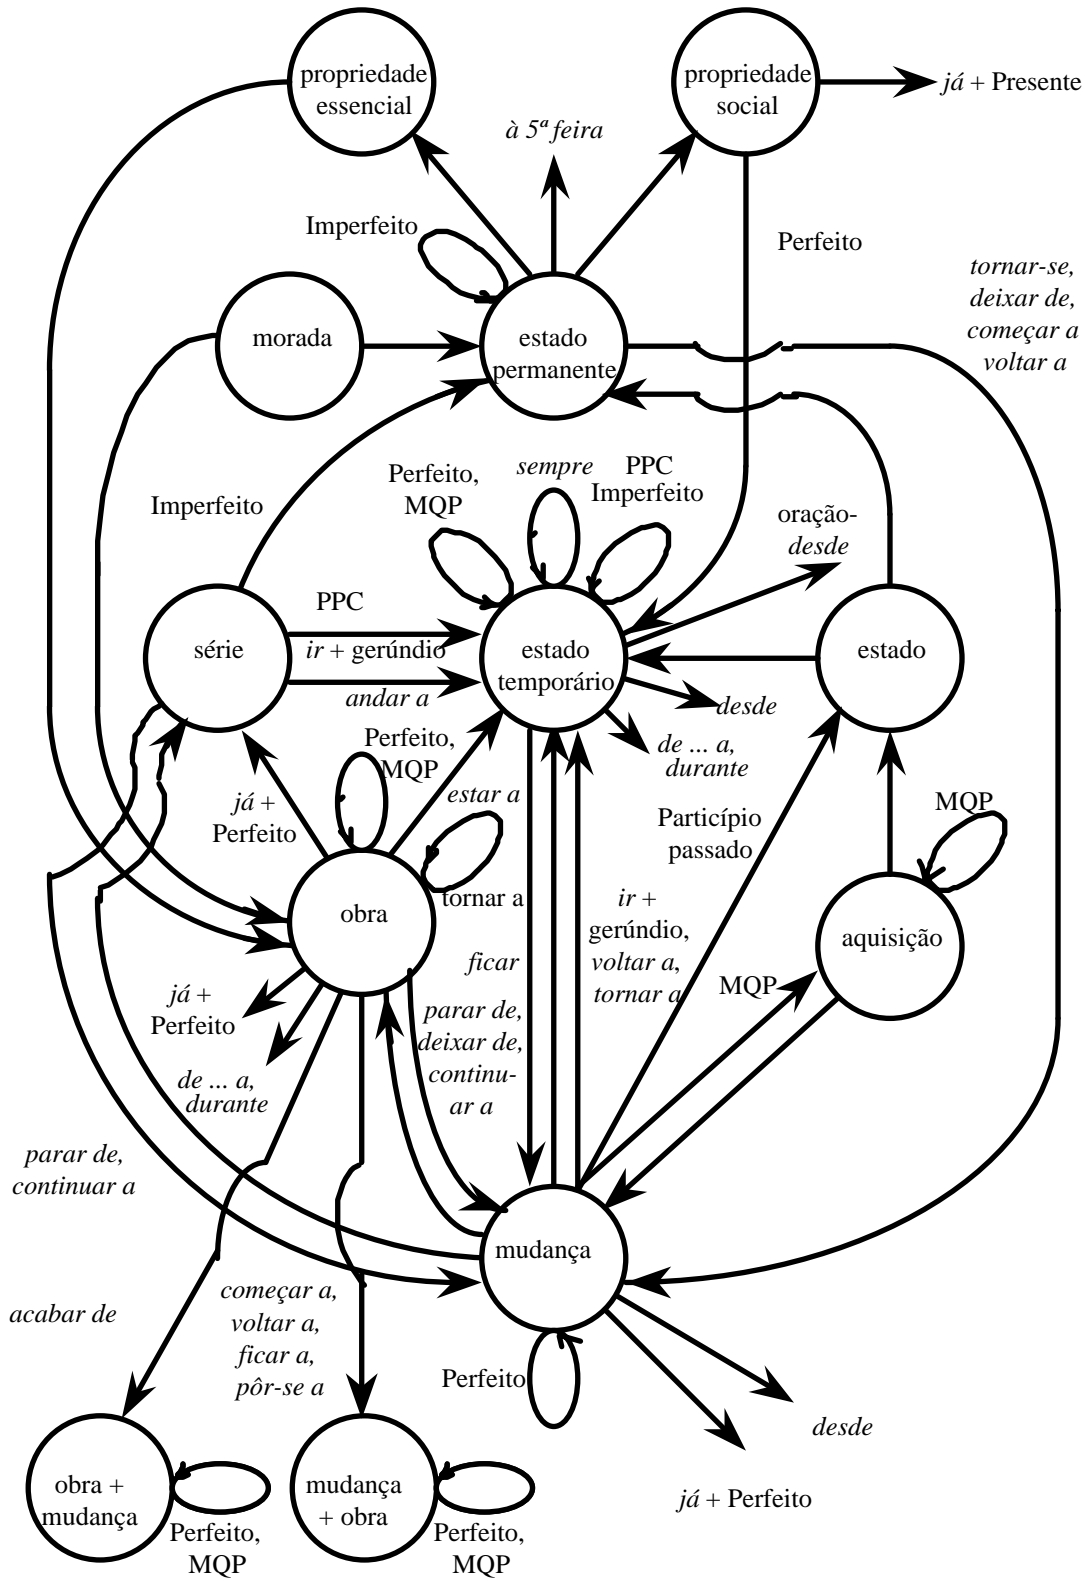 propriedade
essencial
propriedade
social
já + Presente
à 5ª feira
Imperfeito
Perfeito
tornar-se,
deixar de,
começar a
voltar a
morada
estado
permanente
Perfeito,
MQP
sempre
PPC
Imperfeito
Imperfeito
oração-
desde
PPC
série
ir + gerúndio
estado
temporário
estado
andar a
desde
Perfeito,
MQP
de ... a,
durante
já +
Perfeito
estar a
Particípio
passado
MQP
obra
tornar a
ir +
gerúndio,
voltar a,
tornar a
aquisição
ficar
MQP
já +
Perfeito
parar de,
deixar de,
continu-
ar a
de ... a,
durante
parar de,
continuar a
mudança
acabar de
começar a,
voltar a,
ficar a,
pôr-se a
Perfeito
desde
já + Perfeito
obra +
mudança
mudança
+ obra
Perfeito,
MQP
Perfeito,
MQP